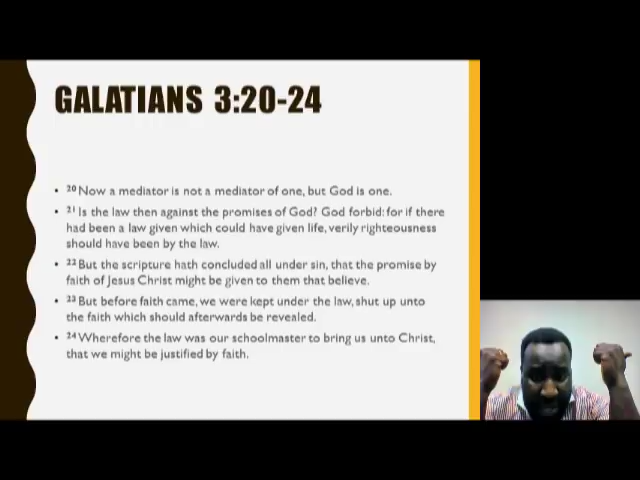 GALATIANS 3:20-24
• 20 Now a mediator is not a mediator of one, but God is one.
• 21 Is the law then against the promises of God? God forbid: for if there
had been a law given which could have given life, verily righteousness
should have been by the law.
• 22 But the scripture hath concluded all under sin, that the promise by
faith of Jesus Christ might be given to them that believe.
• 23 But before faith came, we were kept under the law, shut up unto
the faith which should afterwards be revealed.
• 24 Wherefore the law was our schoolmaster to bring us unto Christ,
that we might be justified by faith.